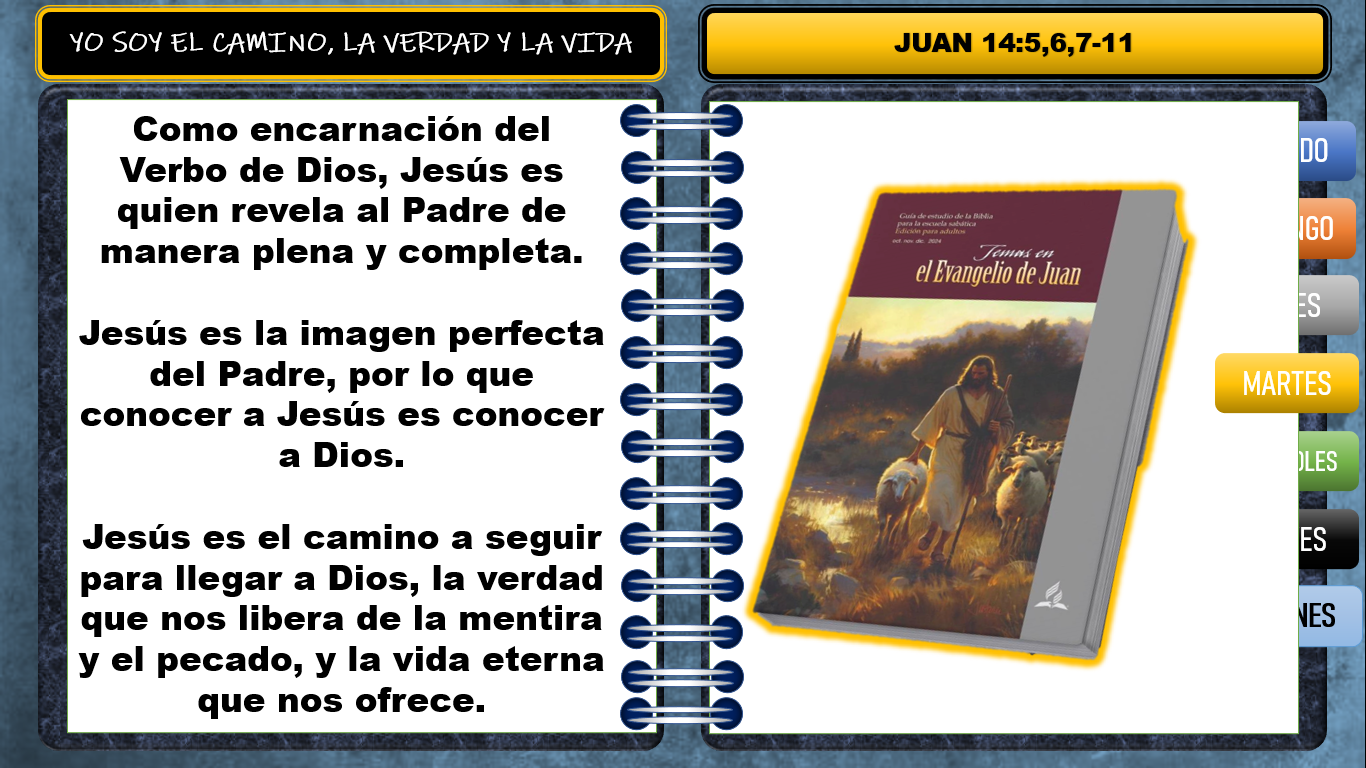 YO SOY EL CAMINO, LA VERDAD Y LA VIDA
JUAN 14:5,6,7-11
Como encarnación del
Verbo de Dios, Jesús es
quien revela al Padre de
manera plena y completa.
Jesús es la imagen perfecta
del Padre, por lo que
conocer a Jesús es conocer
a Dios.
Jesús es el camino a seguir
para llegar a Dios, la verdad
que nos libera de la mentira
y el pecado, y la vida eterna
que nos ofrece.
Guía de estudio de la Biblia
para la escuela sabática
Edición para adultos
oct. nov. dic. 2024
Temas en
el Evangelio de Juan
DO
NGO
ES
MARTES
OLES
ES
NES